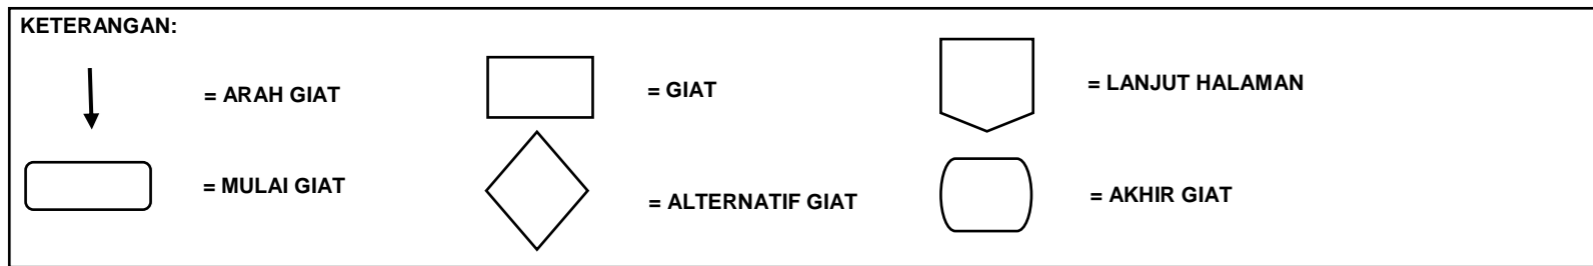 KETERANGAN:
= ARAH GIAT
= GIAT
= LANJUT HALAMAN
= MULAI GIAT
= ALTERNATIF GIAT
= AKHIR GIAT